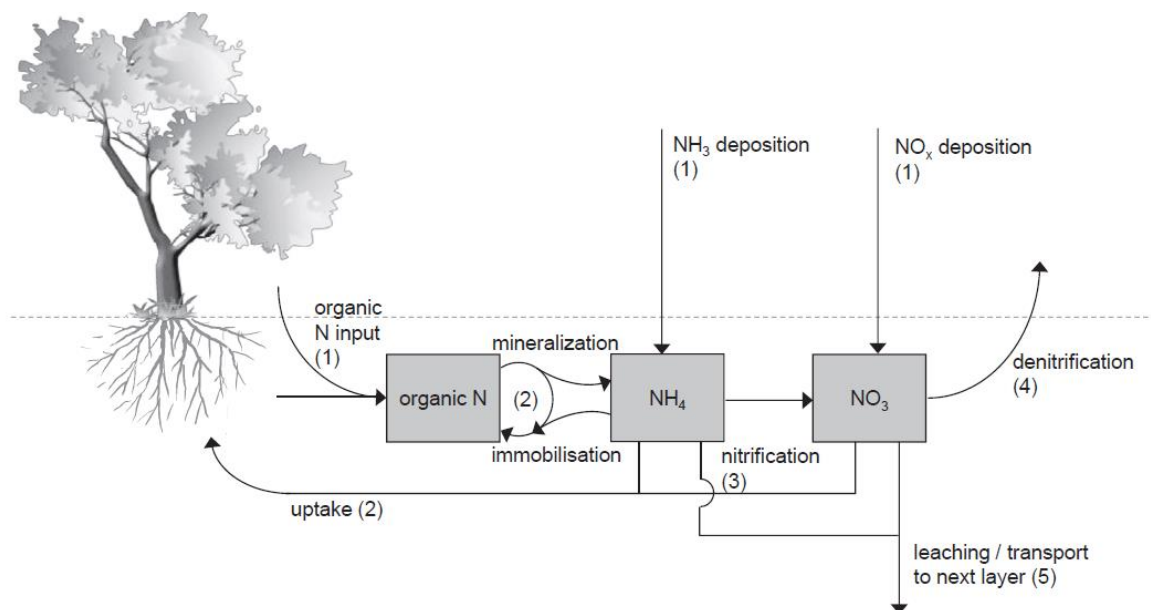 NH₃ deposition
(1)
NOₓ deposition
(1)
organic
N input
(1)
mineralization
denitrification
(4)
organic N
(2)
NH₄
NO₃
immobilisation
nitrification
(3)
uptake (2)
leaching / transport
to next layer (5)